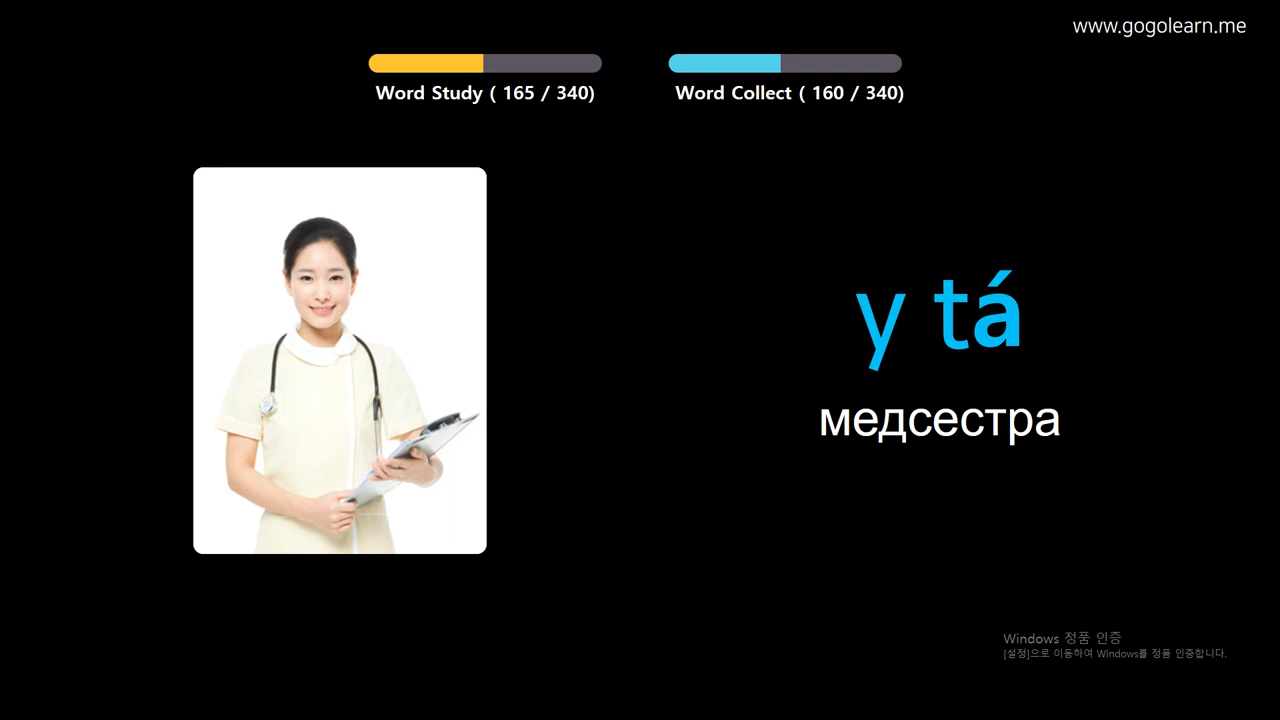 www.gogolearn.me
Word Study ( 165 / 340)
Word Collect ( 160 / 340)
y tá
медсестра
Windows 정품 인증
[설정]으로 이동하여 Windows를 정품 인증합니다.